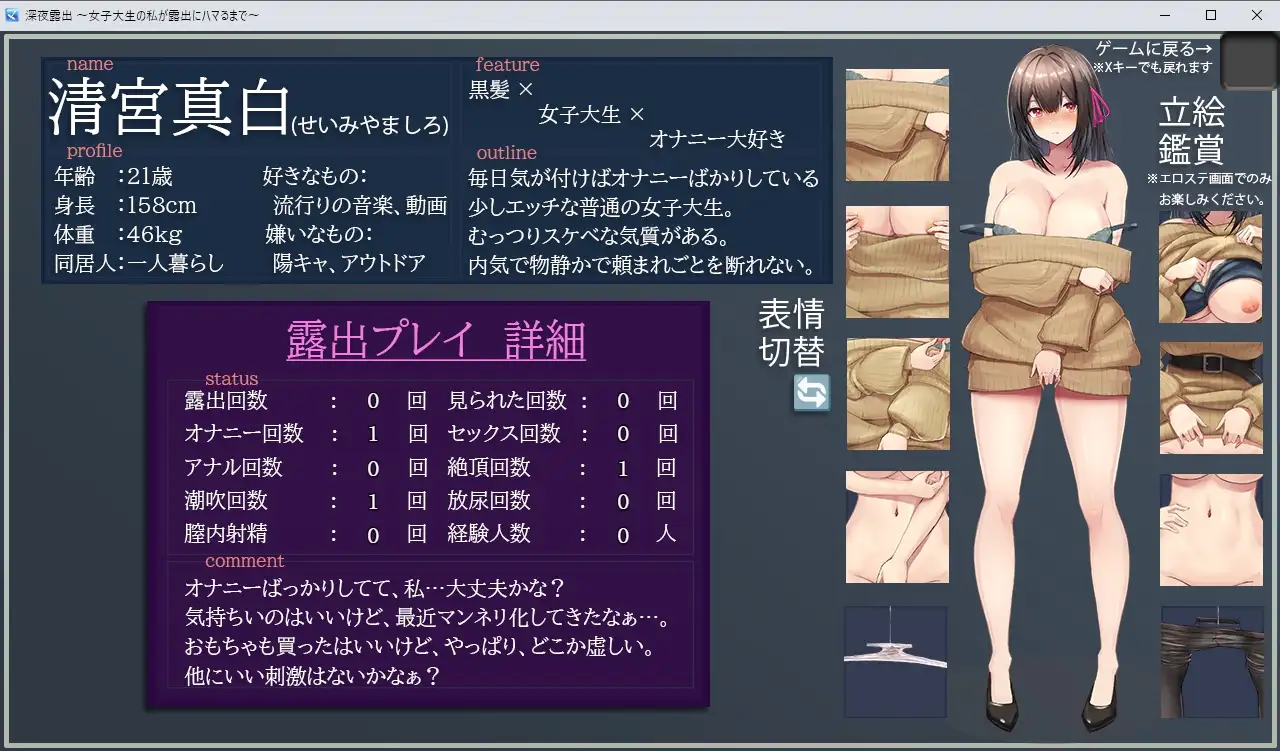 深夜露出 ～女子大生の私が露出にハマるまで～
ゲームに戻る→
※Xキーでも戻れます
name
清宮真白(せいみやましろ)
profile
年齢 :21歳
身長 :158cm
体重 :46kg
同居人:一人暮らし
好きなもの:
流行りの音楽、動画
嫌いなもの:
陽キャ、アウトドア
feature
黒髪 ×
女子大生 ×
オナニー大好き
outline
毎日気が付けばオナニーばかりしている
少しエッチな普通の女子大生。
むっつりスケベな気質がある。
内気で物静かで頼まれごとを断れない。
露出プレイ 詳細
status
露出回数 : 0 回 見られた回数 : 0 回
オナニー回数 : 1 回 セックス回数 : 0 回
アナル回数 : 0 回 絶頂回数 : 1 回
潮吹回数 : 1 回 放尿回数 : 0 回
膣内射精 : 0 回 経験人数 : 0 人
comment
オナニーばっかりしてて、私…大丈夫かな？
気持ちいのはいいけど、最近マンネリ化してきたなぁ…。
おもちゃも買ったはいいけど、やっぱり、どこか虚しい。
他にいい刺激はないかなぁ？
表情
切替
立絵
鑑賞
※エロステ画面でのみ
お楽しみください。